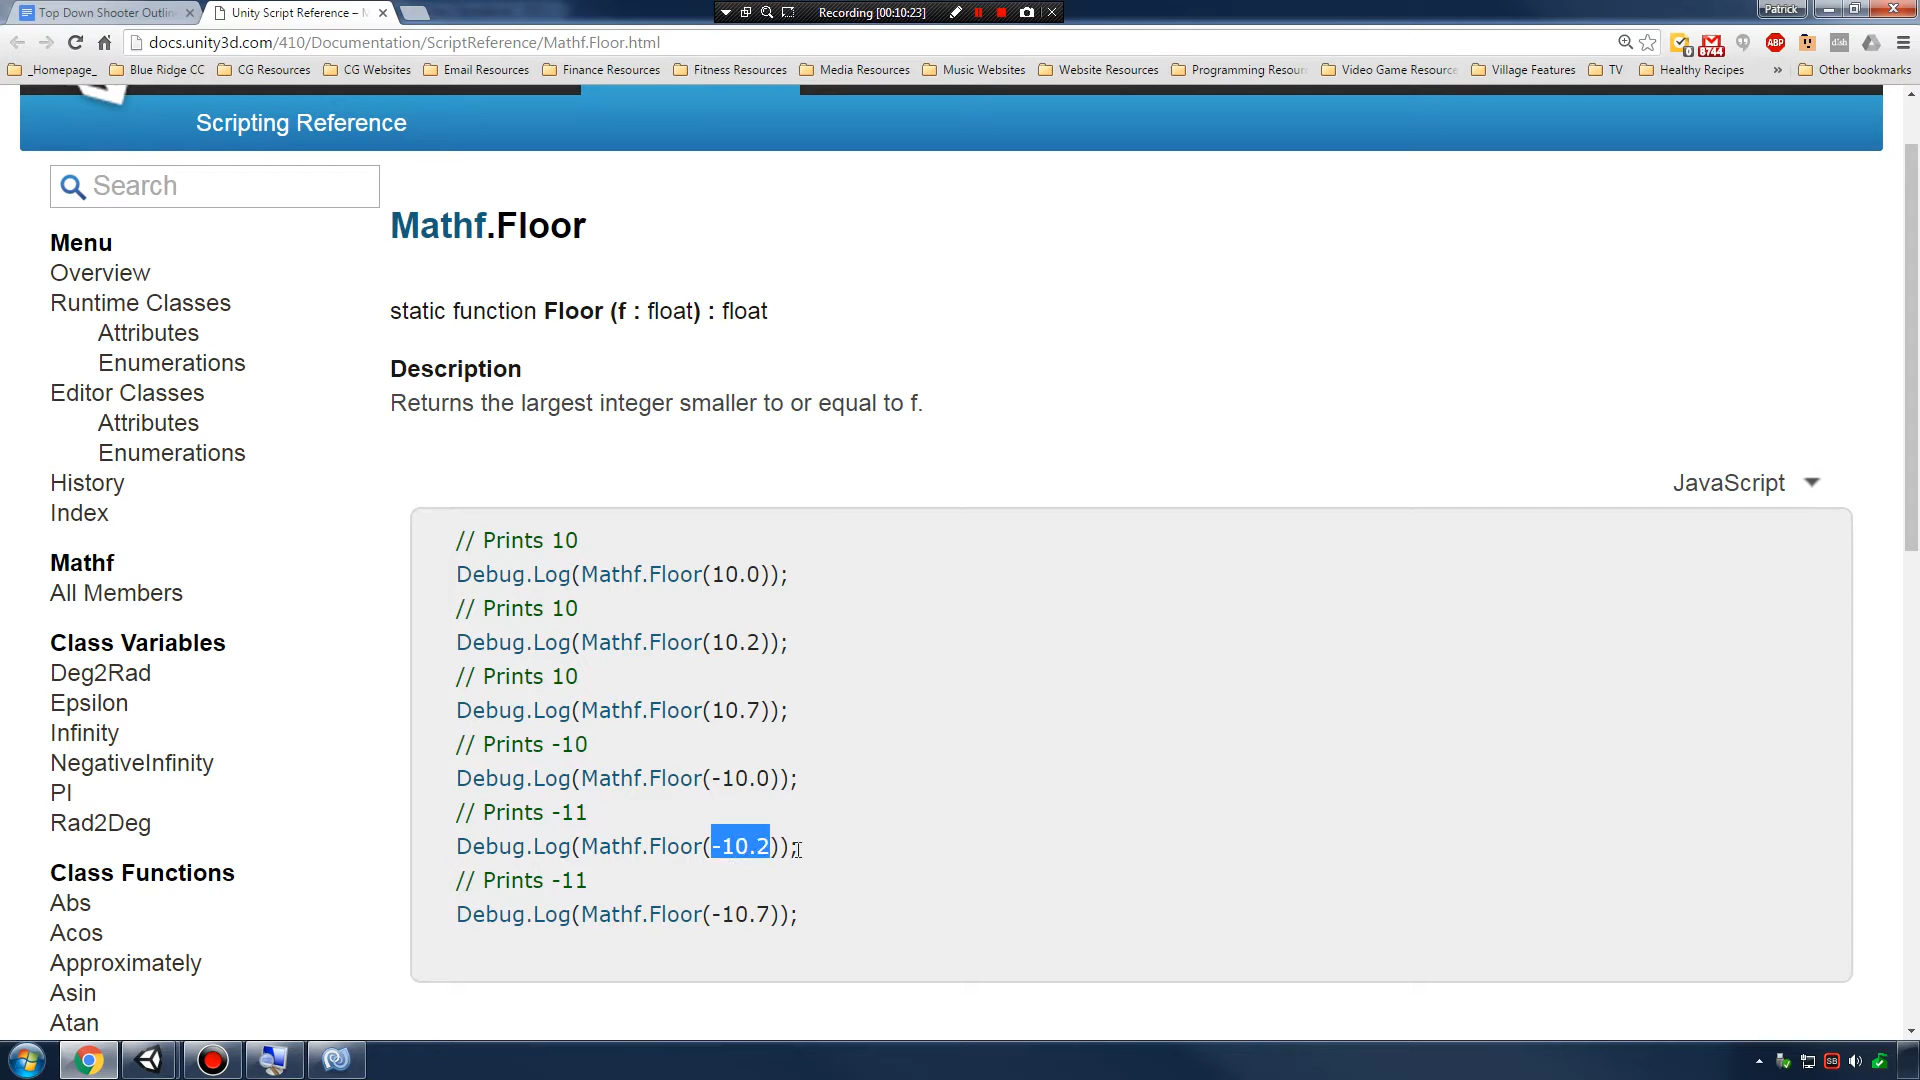 Top Down Shooter Outlin
Unity Script Reference – M
Recording [00:10:23]
Patrick
docs.unity3d.com/410/Documentation/ScriptReference/Mathf.Floor.html
0
8744
ABP
dish
_Homepage_
Blue Ridge CC
CG Resources
CG Websites
Email Resources
Finance Resources
Fitness Resources
Media Resources
Music Websites
Website Resources
Programming Resour
Video Game Resource
Village Features
TV
Healthy Recipes
»
Other bookmarks
Scripting Reference
Search
Menu
Overview
Runtime Classes
Attributes
Enumerations
Editor Classes
Attributes
Enumerations
History
Index
Mathf
All Members
Class Variables
Deg2Rad
Epsilon
Infinity
NegativeInfinity
PI
Rad2Deg
Class Functions
Abs
Acos
Approximately
Asin
Atan
Mathf.Floor
static function Floor (f : float) : float
Description
Returns the largest integer smaller to or equal to f.
JavaScript
// Prints 10
Debug.Log(Mathf.Floor(10.0));
// Prints 10
Debug.Log(Mathf.Floor(10.2));
// Prints 10
Debug.Log(Mathf.Floor(10.7));
// Prints -10
Debug.Log(Mathf.Floor(-10.0));
// Prints -11
Debug.Log(Mathf.Floor(-10.2));
// Prints -11
Debug.Log(Mathf.Floor(-10.7));
SB